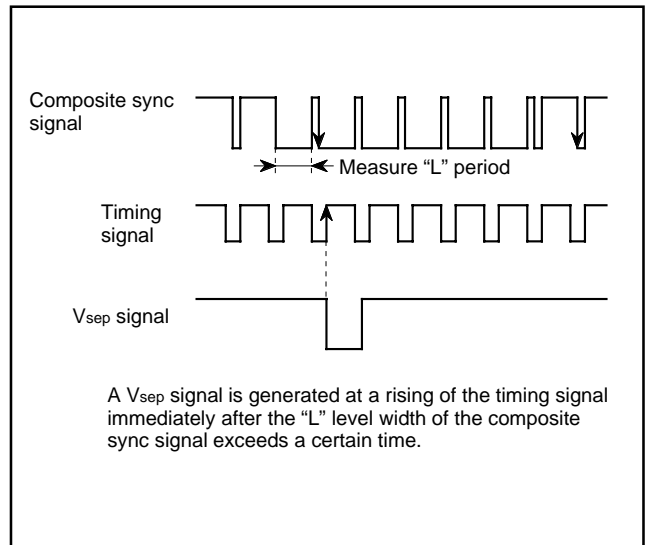 Composite sync
signal
Measure “L” period
Timing
signal
Vsep signal
A Vsep signal is generated at a rising of the timing signal
immediately after the “L” level width of the composite
sync signal exceeds a certain time.